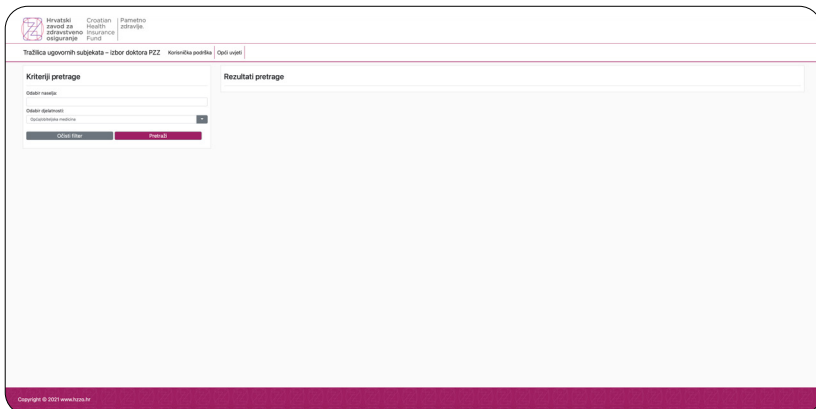 Hrvatski
zavod za
zdravstveno
osiguranje
Croatian
Health
Insurance
Fund
Pametno
zdravlje.
Tražilica ugovornih subjekata – izbor doktora PZZ
Korisnička podrška
Opći uvjeti
Kriteriji pretrage
Odabir naselja:
Odabir djelatnosti:
Opća/obiteljska medicina
Očisti filter
Pretraži
Rezultati pretrage
Copyright © 2021 www.hzzo.hr